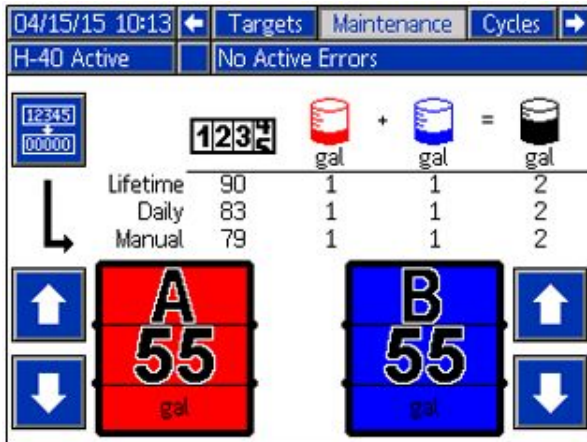 04/15/15 10:13 Targets Maintenance Cycles
H-40 Active No Active Errors
12345
00000
+ =
gal gal gal
Lifetime 90 1 1 2
Daily 83 1 1 2
Manual 79 1 1 2
A B
55 55
gal gal